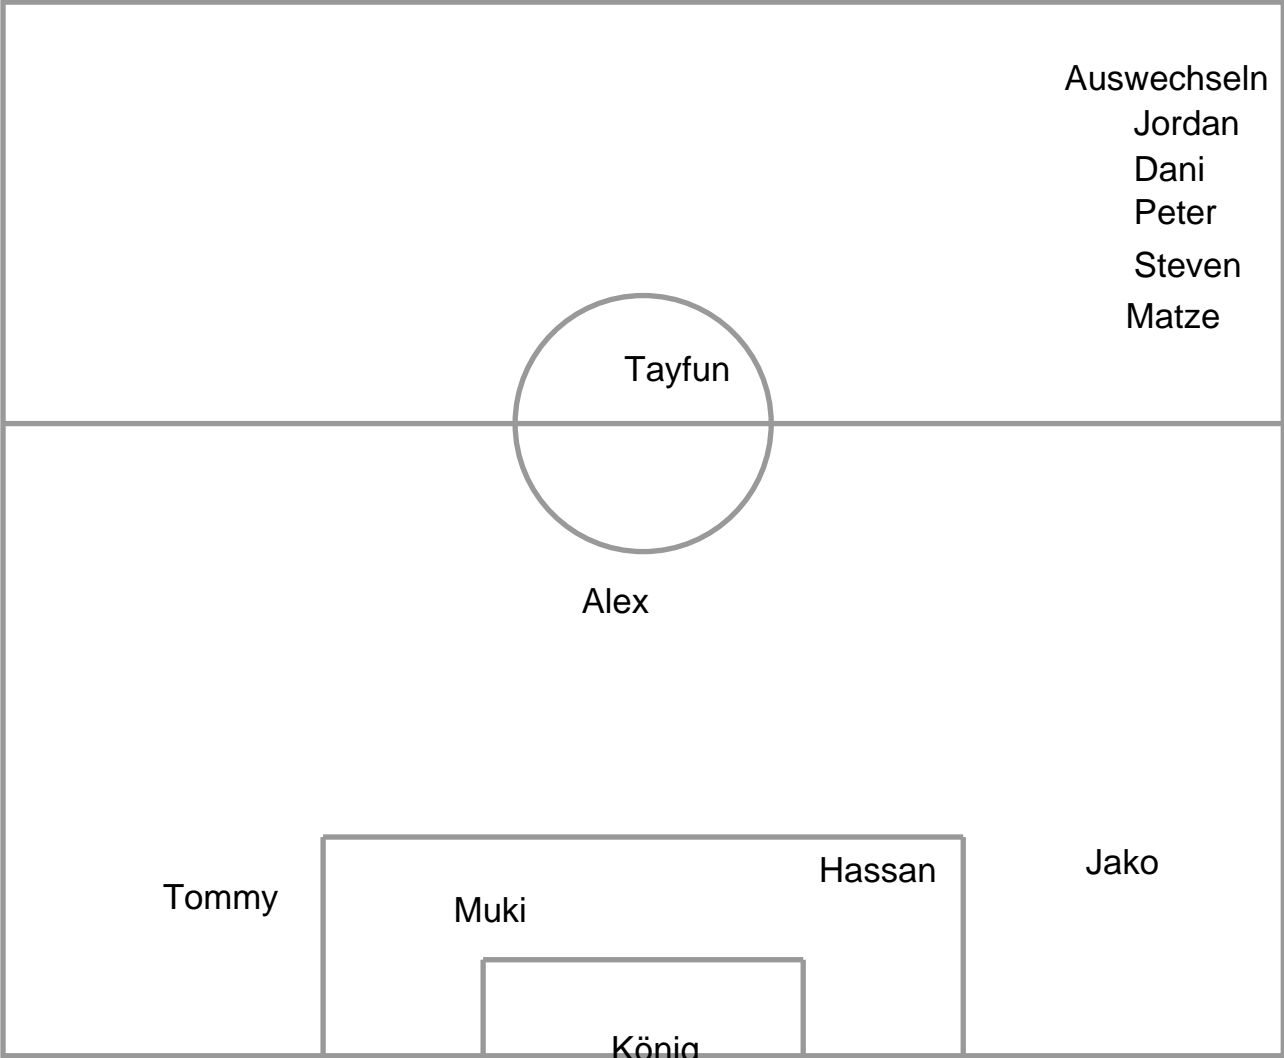 Auswechseln
Jordan
Dani
Peter
Steven
Matze
Tayfun
Alex
Hassan
Jako
Tommy
Muki
König